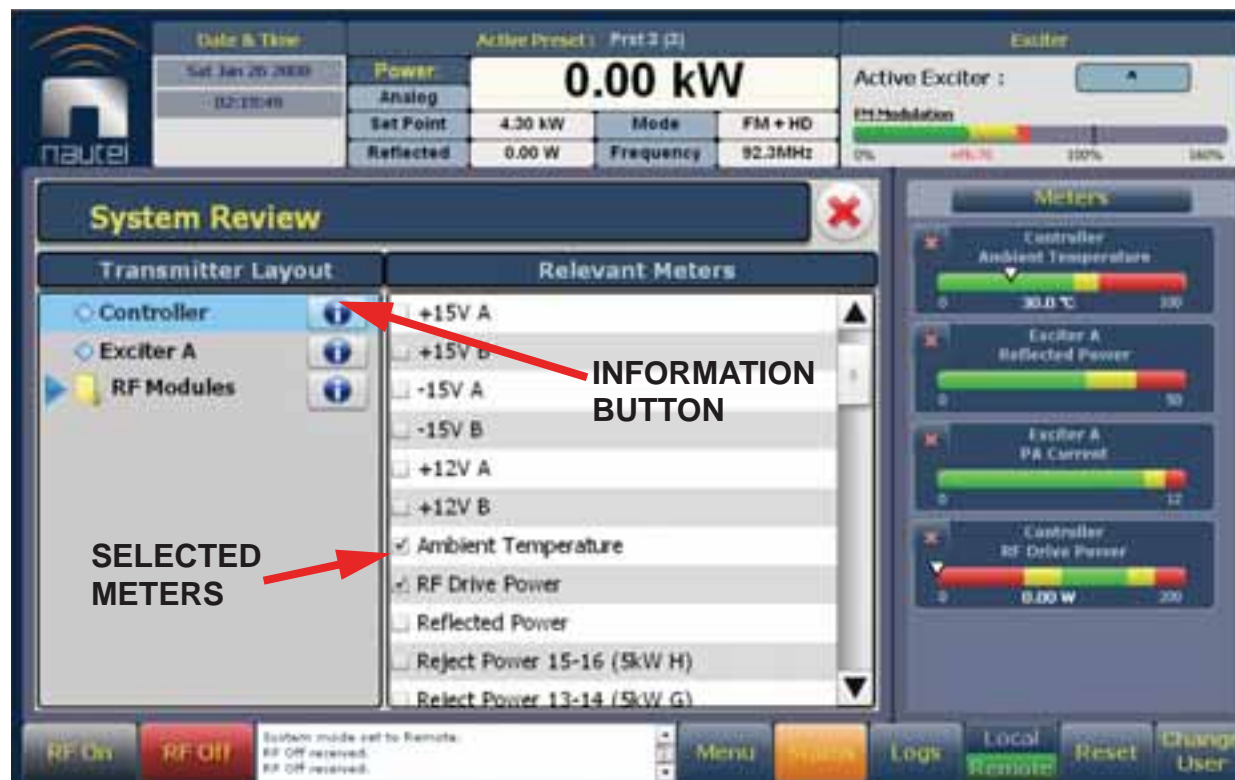 nautel
Date & Time
Sat Jan 26 2000
Active Preset : Prst 2 (2)
Power
Analog
0.00 kW
Set Point
4.30 kW
Mode
FM + HD
Reflected
0.00 W
Frequency
92.3MHz
Exciter
Active Exciter :
A
FM Modulation
0%
100%
160%
System Review
Transmitter Layout
Controller
Exciter A
RF Modules
Relevant Meters
+15V A
+15V B
-15V A
-15V B
+12V A
+12V B
Ambient Temperature
RF Drive Power
Reflected Power
Reject Power 15-16 (5kW H)
Reject Power 13-14 (5kW G)
INFORMATION
BUTTON
SELECTED
METERS
Meters
Controller
Ambient Temperature
0
30.0 °C
100
Exciter A
Reflected Power
0
50
Exciter A
PA Current
0
12
Controller
RF Drive Power
0
0.00 W
200
RF On
RF Off
System mode set to Remote.
RF Off received.
RF Off received.
Menu
Status
Logs
Local
Remote
Reset
Change
User